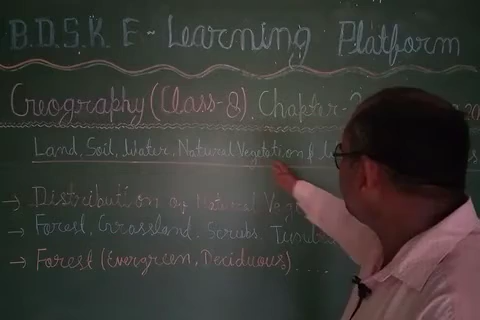 B.D.S.K E-Learning Platform
Geography (Class-8). Chapter-2
Land, Soil, Water, Natural Vegetation &
→ Distribution of Natural
→ Forest, Grassland. Scrubs,
→ Forest (Evergreen, Deciduous)....